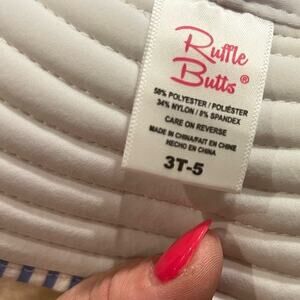 Ruffle
Butts®
58% POLYESTER / POLIÉSTER
34% NYLON / 8% SPANDEX
CARE ON REVERSE
MADE IN CHINA/FAIT EN CHINE
HECHO EN CHINA
3T-5